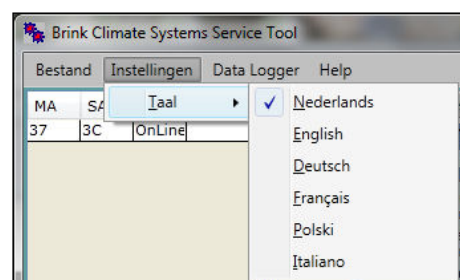 Brink Climate Systems Service Tool
Bestand Instellingen Data Logger Help
MA
Taal
Nederlands
37 3C OnLine
English
Deutsch
Français
Polski
Italiano